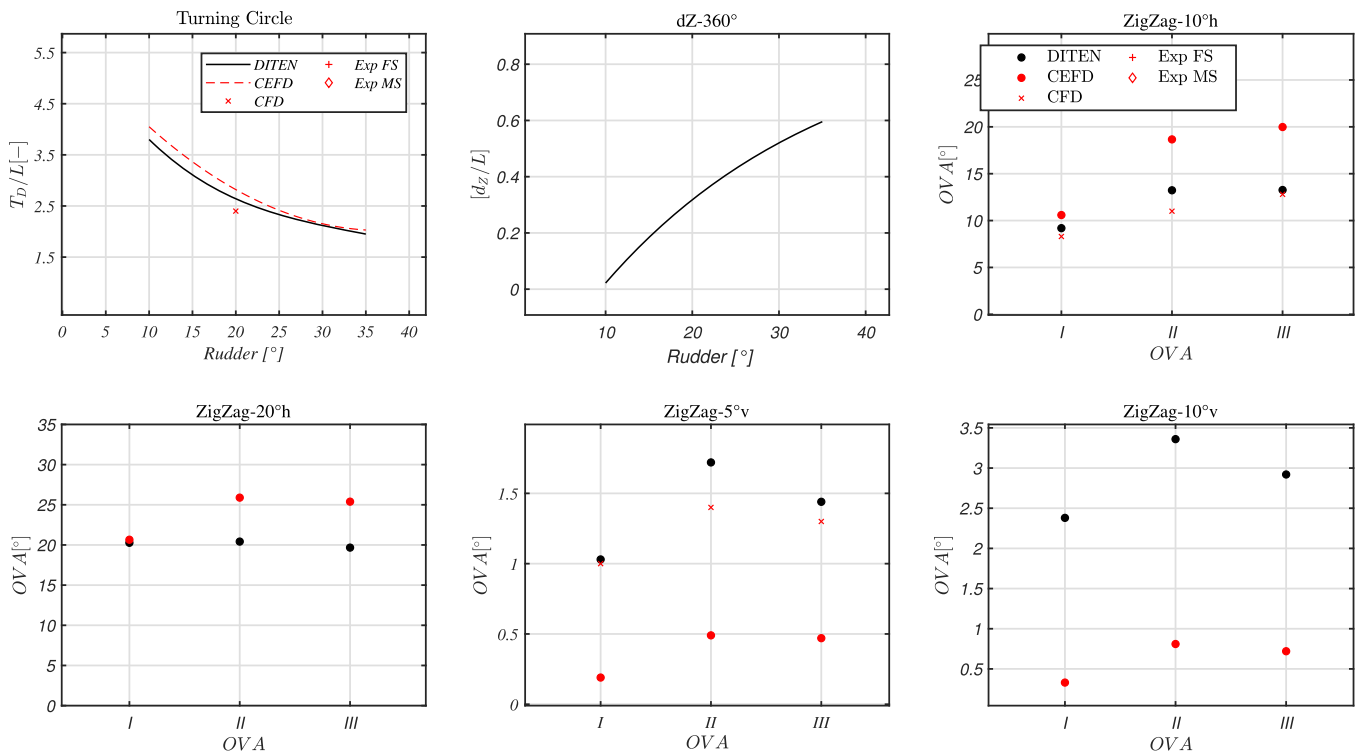 Turning Circle
5.5
4.5
3.5
2.5
1.5
T_D/L[−]
DITEN
CEFD
CFD
Exp FS
Exp MS
0 5 10 15 20 25 30 35 40
Rudder [°]
dZ-360°
0.8
0.6
0.4
0.2
0
[d_Z/L]
10 20 30 40
Rudder [°]
ZigZag-10°h
25
20
15
10
5
0
OVA[°]
DITEN
CEFD
CFD
Exp FS
Exp MS
I II III
OVA
ZigZag-20°h
35
30
25
20
15
10
5
0
OVA[°]
I II III
OVA
ZigZag-5°v
1.5
1
0.5
0
OVA[°]
I II III
OVA
ZigZag-10°v
3.5
3
2.5
2
1.5
1
0.5
OVA[°]
I II III
OVA